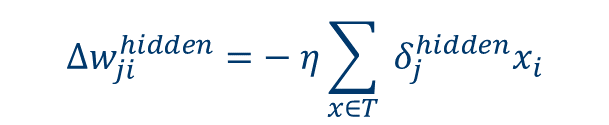 Δw_{ji}^{hidden} = − η ∑_{x∈T} δ_j^{hidden} x_i